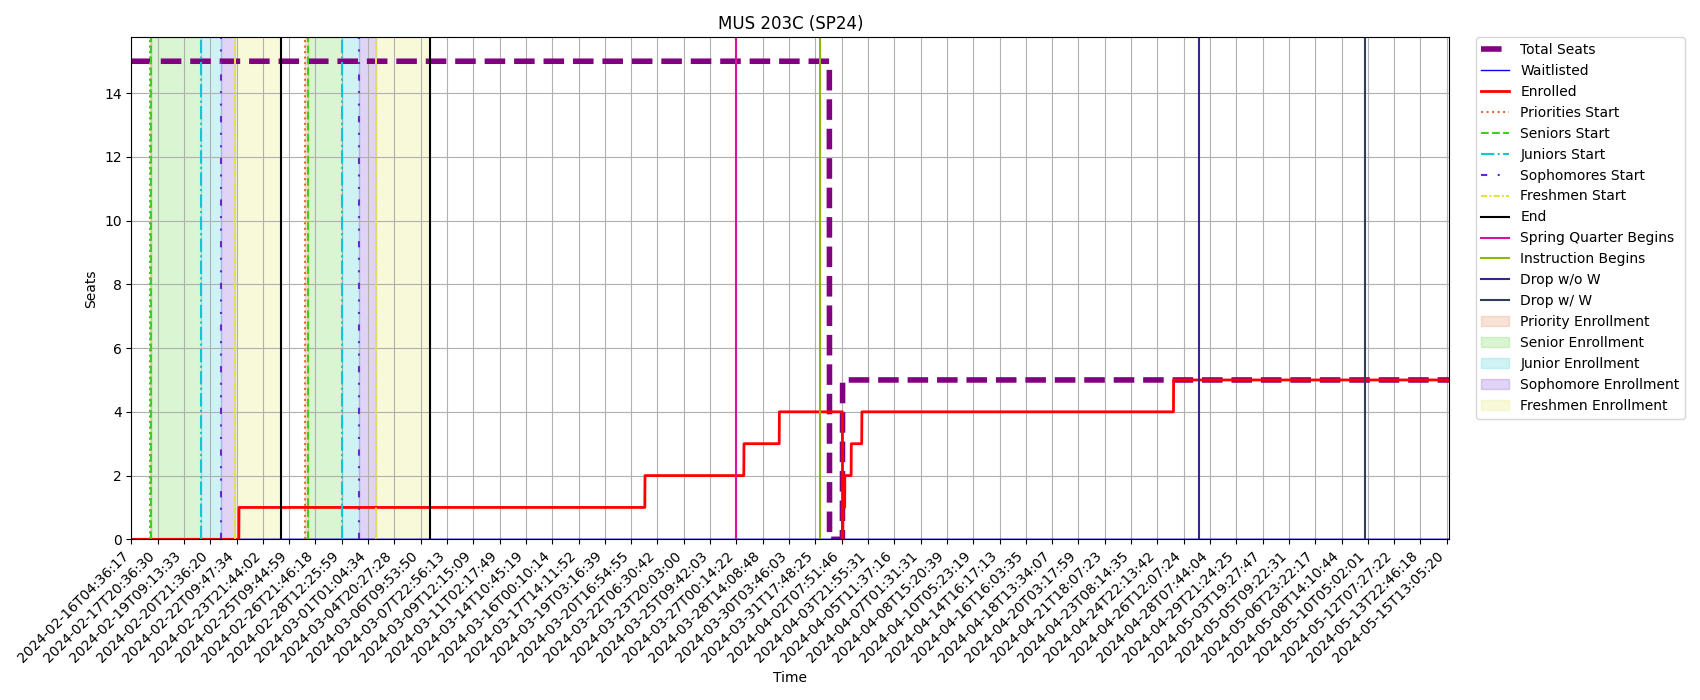 MUS 203C (SP24)
Seats
14
12
10
8
6
4
2
0
2024-02-16T04:36:17
2024-02-17T20:36:30
2024-02-19T09:13:33
2024-02-20T21:36:20
2024-02-22T09:47:34
2024-02-23T21:44:02
2024-02-25T09:44:59
2024-02-26T21:46:18
2024-02-28T12:25:59
2024-03-01T01:04:34
2024-03-04T20:27:28
2024-03-06T09:53:50
2024-03-07T22:56:13
2024-03-09T12:15:09
2024-03-11T02:17:49
2024-03-14T10:45:19
2024-03-16T00:10:14
2024-03-17T14:11:52
2024-03-19T03:16:39
2024-03-20T16:54:55
2024-03-22T06:30:42
2024-03-23T20:03:00
2024-03-25T09:42:03
2024-03-27T00:14:22
2024-03-28T14:08:48
2024-03-30T03:46:03
2024-03-31T17:48:25
2024-04-02T07:51:46
2024-04-03T21:55:31
2024-04-05T11:37:16
2024-04-07T01:31:31
2024-04-08T15:20:39
2024-04-10T05:23:19
2024-04-14T16:17:13
2024-04-16T16:03:35
2024-04-18T13:34:07
2024-04-20T03:17:59
2024-04-21T18:07:23
2024-04-23T08:14:35
2024-04-24T22:13:42
2024-04-26T12:07:24
2024-04-28T07:44:04
2024-04-29T21:24:25
2024-05-03T19:27:47
2024-05-05T09:22:31
2024-05-06T23:22:17
2024-05-08T14:10:44
2024-05-10T05:02:01
2024-05-12T07:27:22
2024-05-13T22:46:18
2024-05-15T13:05:20
Time
Total Seats
Waitlisted
Enrolled
Priorities Start
Seniors Start
Juniors Start
Sophomores Start
Freshmen Start
End
Spring Quarter Begins
Instruction Begins
Drop w/o W
Drop w/ W
Priority Enrollment
Senior Enrollment
Junior Enrollment
Sophomore Enrollment
Freshmen Enrollment